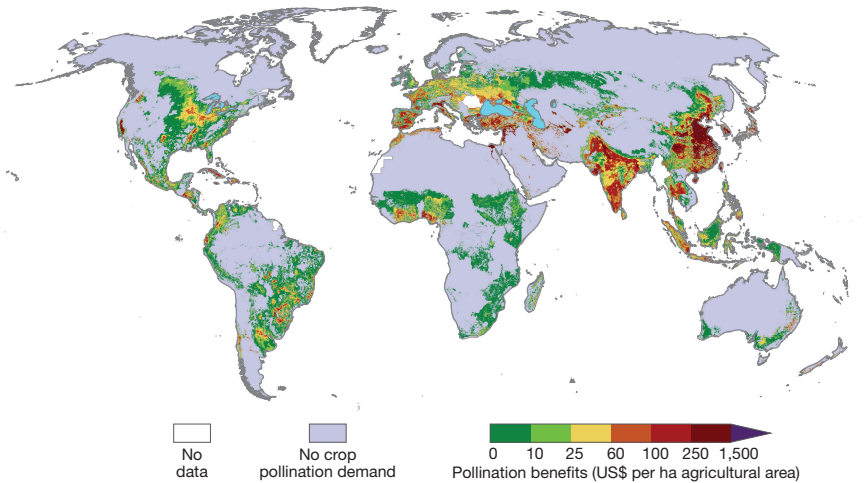 No
data
No crop
pollination demand
0 10 25 60 100 250 1,500
Pollination benefits (US$ per ha agricultural area)